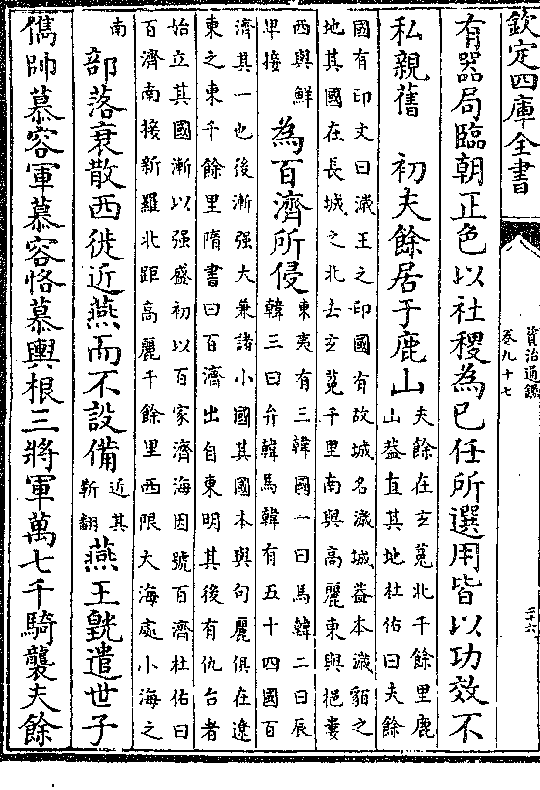 欽定四庫全書
資治通鑑
卷九十七
二十六
有器局臨朝正色以社稷為已任所選用皆以功效不
私親舊　初夫餘居于鹿山
夫餘在玄菟北千餘里鹿
山葢直其地杜佑曰夫餘
國有印文曰濊王之印國有故城名濊城葢本濊貊之
地其國在長城之北去玄菟千里南與高麗東與挹婁
西與鮮
卑接
為百濟所侵
東夷有三韓國一曰馬韓二曰辰
韓三曰弁韓馬韓有五十四國百
濟其一也後漸强大兼諸小國其國本與句麗俱在遼
東之東千餘里隋書曰百濟出自東明其後有仇台者
始立其國漸以强盛初以百家濟海因號百濟杜佑曰
百濟南接新羅北距高麗千餘里西限大海處小海之
南
部落衰散西徙近燕而不設備
近其
靳翻
燕王皝遣世子
儁帥慕容軍慕容恪慕輿根三將軍萬七千騎襲夫餘